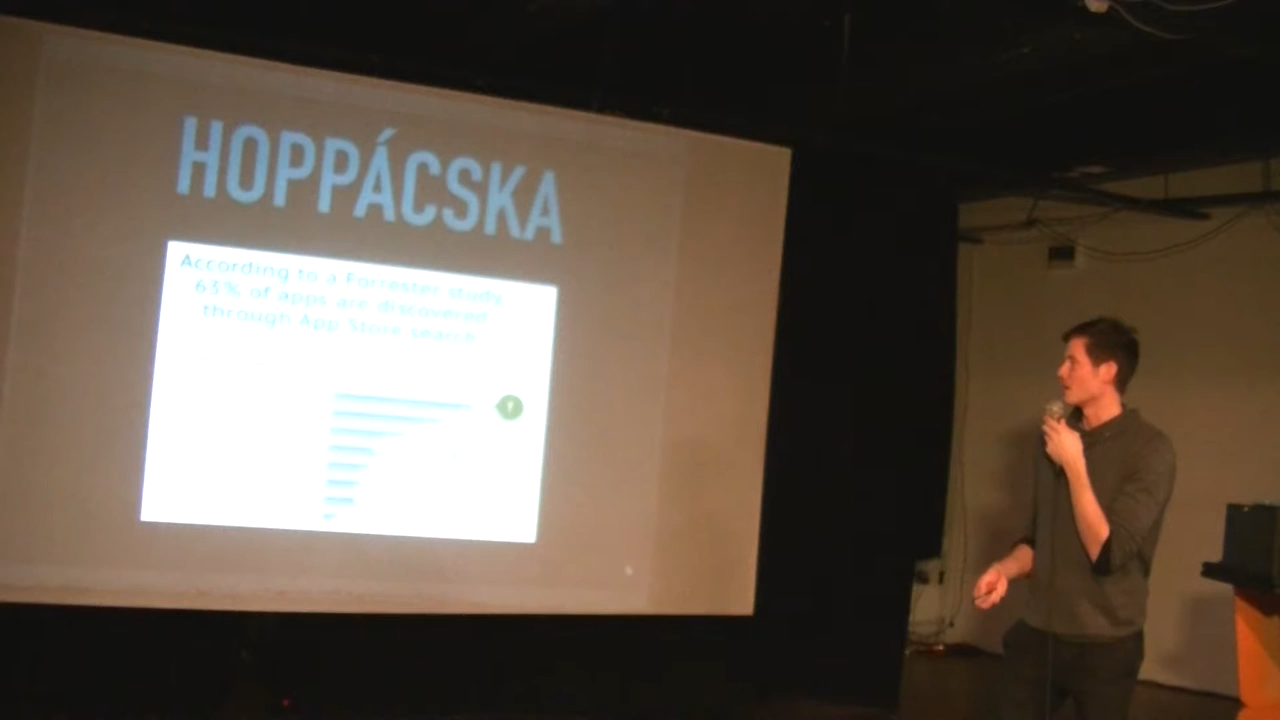 HOPPÁCSKA
According to a Forrester study,
63% of apps are discovered
through App Store search